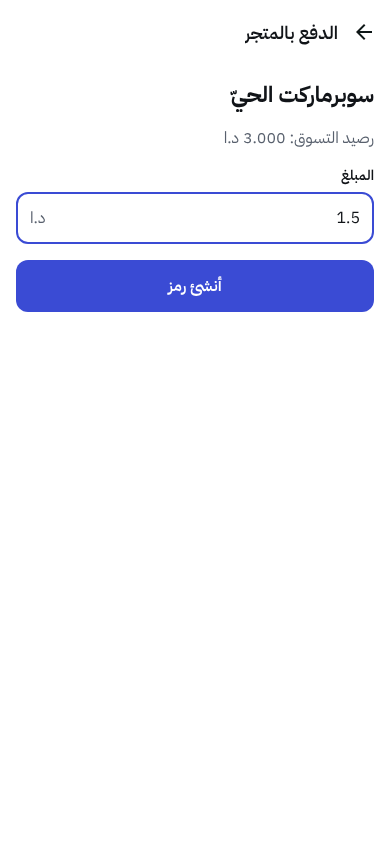 الدفع بالمتجر
سوبرماركت الحيّ
رصيد التسوق: 3.000 د.ا
المبلغ
1.5 د.ا
أنشئ رمز